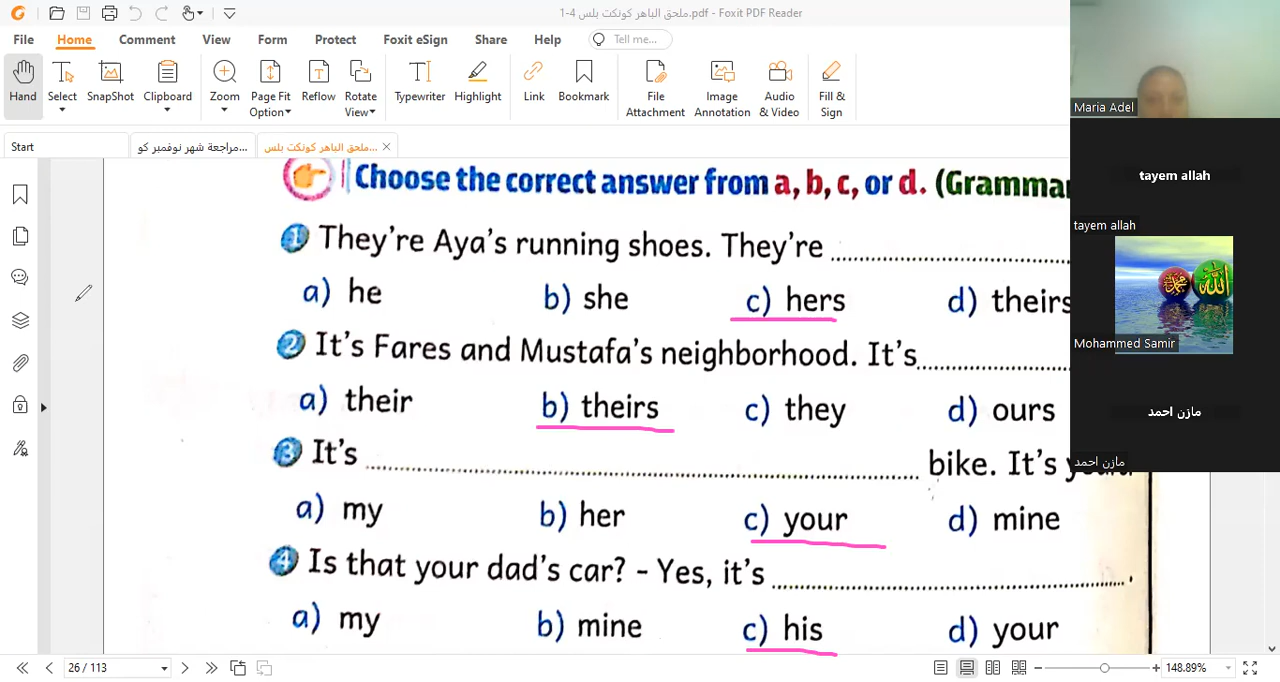 ملحق الباهر كونكت بلس 4-1.pdf - Foxit PDF Reader
File Home Comment View Form Protect Foxit eSign Share Help Tell me...
Hand Select SnapShot Clipboard Zoom Page Fit Option Reflow Rotate View Typewriter Highlight Link Bookmark File Attachment Image Annotation Audio & Video Fill & Sign
Start
مراجعة شهر نوفمبر كو...
ملحق الباهر كونكت بلس...
Choose the correct answer from a, b, c, or d. (Gramma
1 They're Aya's running shoes. They're
a) he b) she c) hers d) theirs
2 It's Fares and Mustafa's neighborhood. It's
a) their b) theirs c) they d) ours
3 It's bike. It's
a) my b) her c) your d) mine
4 Is that your dad's car? - Yes, it's .
a) my b) mine c) his d) your
26 / 113
148.89%
Maria Adel
tayem allah
tayem allah
محمد
الله
Mohammed Samir
مازن احمد
مازن احمد